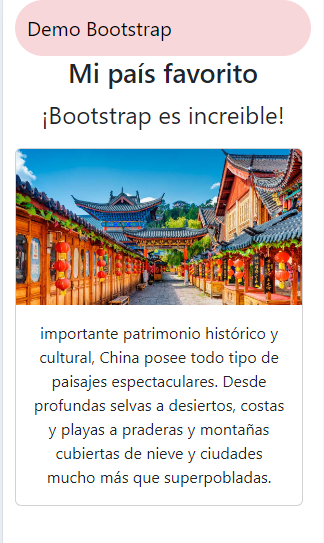 Demo Bootstrap
Mi país favorito
¡Bootstrap es increible!
importante patrimonio histórico y
cultural, China posee todo tipo de
paisajes espectaculares. Desde
profundas selvas a desiertos, costas
y playas a praderas y montañas
cubiertas de nieve y ciudades
mucho más que superpobladas.